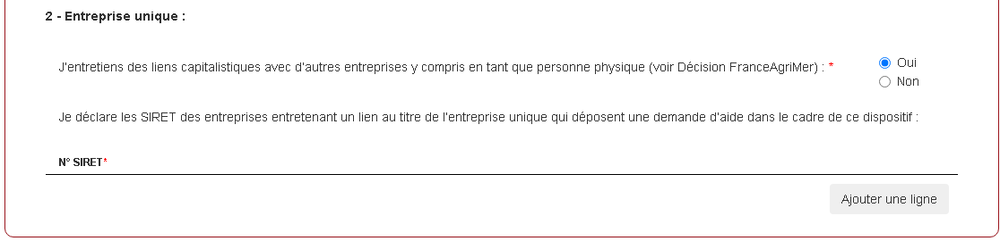 2 - Entreprise unique :
J'entretiens des liens capitalistiques avec d'autres entreprises y compris en tant que personne physique (voir Décision FranceAgriMer) : *
Oui
Non
Je déclare les SIRET des entreprises entretenant un lien au titre de l'entreprise unique qui déposent une demande d'aide dans le cadre de ce dispositif :
N° SIRET*
Ajouter une ligne